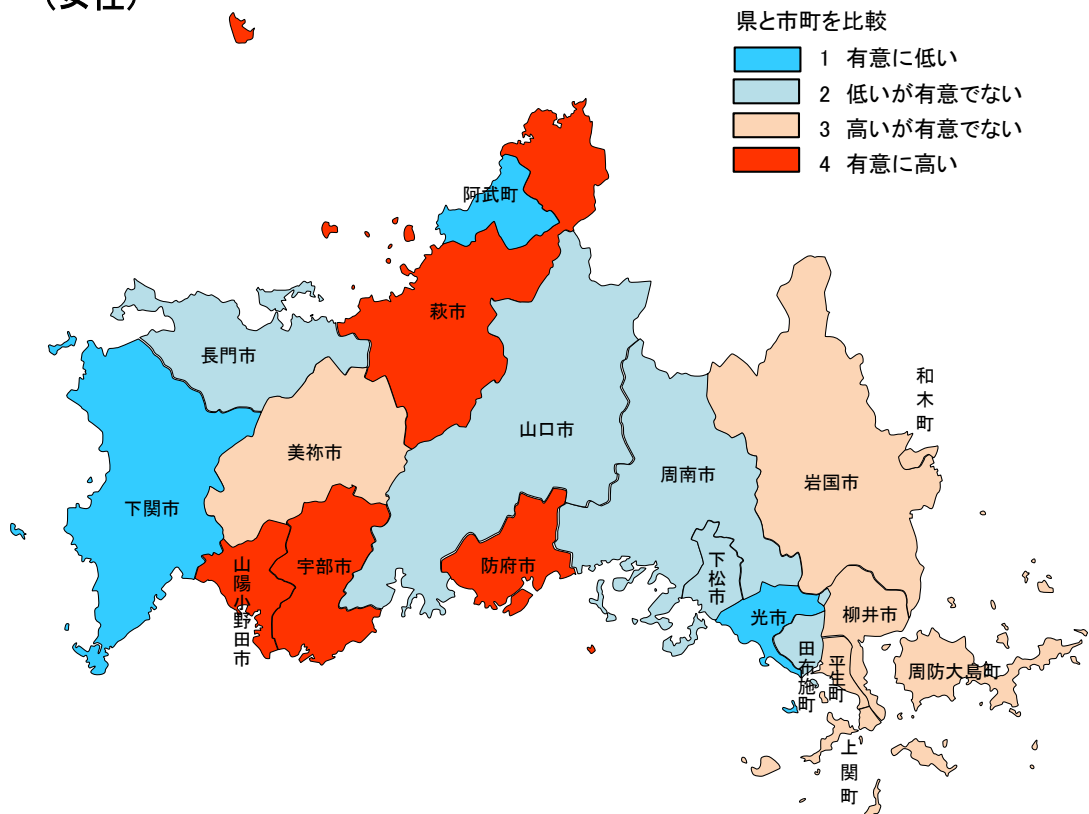 (女性)
県と市町を比較
1 有意に低い
2 低いが有意でない
3 高いが有意でない
4 有意に高い
阿武町
萩市
長門市
和木町
山口市
美祢市
周南市
岩国市
下関市
山陽小野田市
宇部市
防府市
下松市
光市
柳井市
田布施町
平生町
周防大島町
上関町